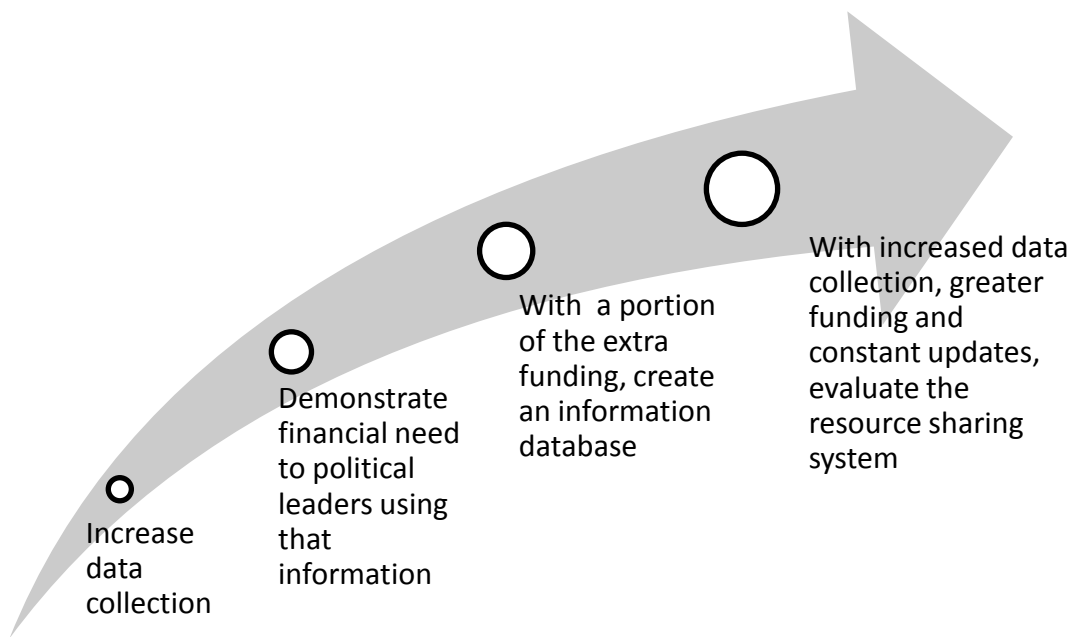 Increase
data
collection
Demonstrate
financial need
to political
leaders using
that
information
With  a portion
of the extra
funding, create
an information
database
With increased data
collection, greater
funding and
constant updates,
evaluate the
resource sharing
system